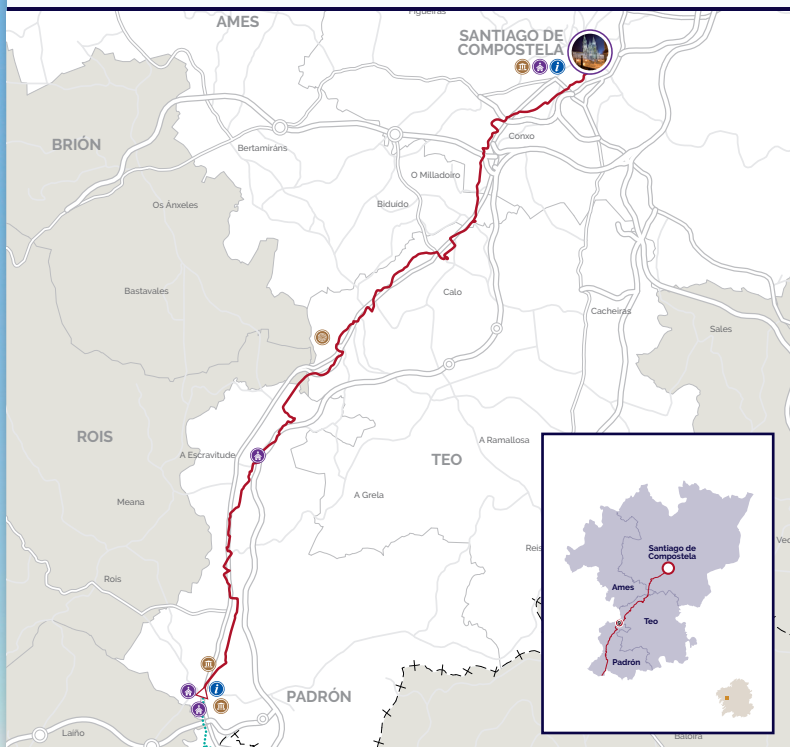 Figueiras
AMES
SANTIAGO DE
COMPOSTELA
i
BRIÓN
Conxo
Bertamiráns
O Milladoiro
Os Ánxeles
Biduído
Bastavales
Calo
Cacheiras
Sales
ROIS
A Escravitude
A Ramallosa
TEO
Meana
A Grela
Reis
Rois
PADRÓN
i
Laíño
Santiago de
Compostela
Ames
Teo
Padrón
Balbira